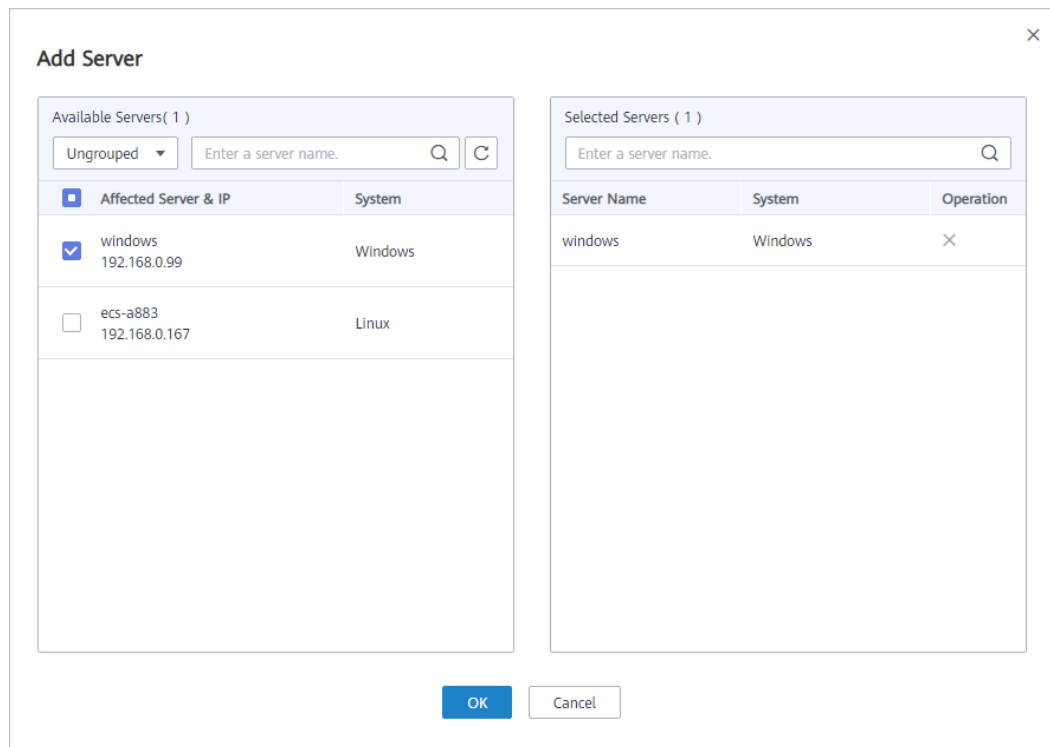 Add Server
Available Servers( 1 )
Ungrouped
Enter a server name.
Affected Server & IP System
windows
192.168.0.99
Windows
ecs-a883
192.168.0.167
Linux
Selected Servers ( 1 )
Enter a server name.
Server Name System Operation
windows Windows
OK Cancel